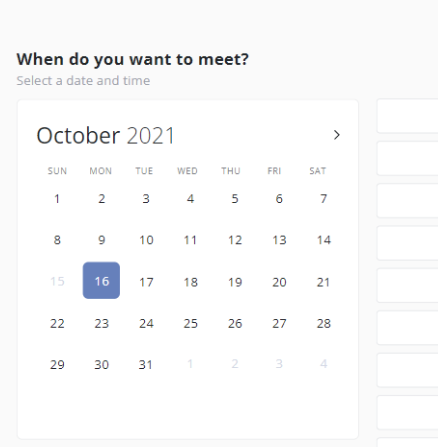 When do you want to meet?
Select a date and time
October 2021 >
SUN MON TUE WED THU FRI SAT
1 2 3 4 5 6 7
8 9 10 11 12 13 14
15 16 17 18 19 20 21
22 23 24 25 26 27 28
29 30 31 1 2 3 4